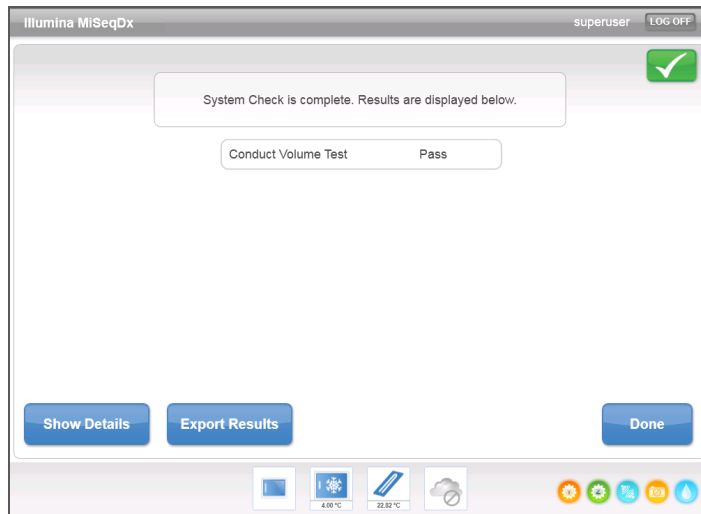 Illumina MiSeqDx
superuser
LOG OFF
System Check is complete. Results are displayed below.
Conduct Volume Test Pass
Show Details
Export Results
Done
4.00 °C
22.82 °C